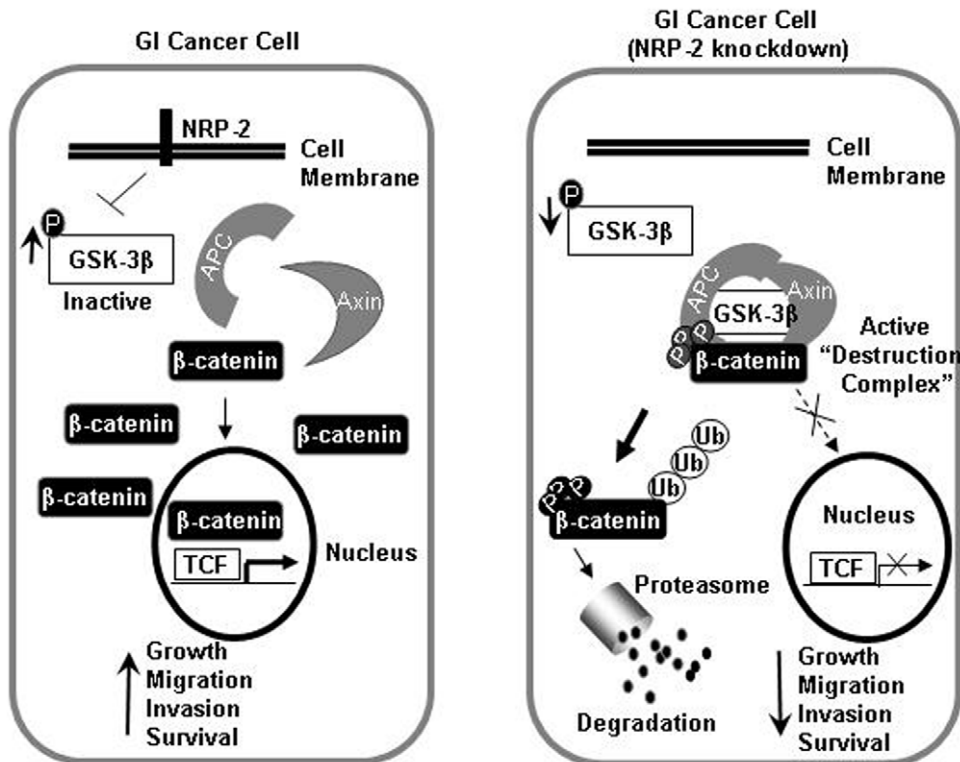 GI Cancer Cell
NRP-2
Cell
Membrane
P
GSK-3β
Inactive
APC
Axin
β-catenin
β-catenin
β-catenin
β-catenin
β-catenin
TCF
Nucleus
Growth
Migration
Invasion
Survival
GI Cancer Cell
(NRP-2 knockdown)
Cell
Membrane
P
GSK-3β
APC
Axin
GSK-3β
P
P
P
P
β-catenin
Active
“Destruction
Complex”
Ub
Ub
Ub
P
P
P
P
β-catenin
Nucleus
TCF
Proteasome
Degradation
Growth
Migration
Invasion
Survival